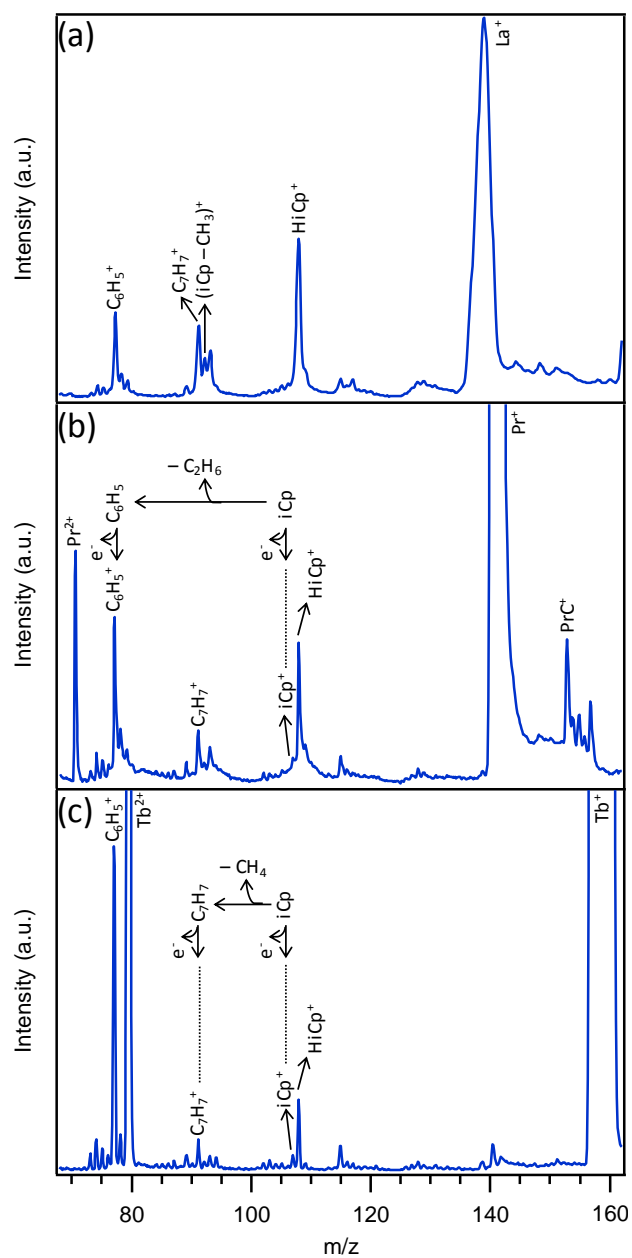 (a)
Intensity (a.u.)
C₆H₅⁺
C₇H₇⁺
(iCp – CH₃)⁺
HiCp⁺
La⁺
(b)
Intensity (a.u.)
Pr²⁺
– C₂H₆
C₆H₅
iCp
e⁻
e⁻
C₆H₅⁺
C₇H₇⁺
iCp⁺
HiCp⁺
Pr⁺
PrC⁺
(c)
Intensity (a.u.)
C₆H₅⁺
Tb²⁺
– CH₄
C₇H₇
iCp
e⁻
e⁻
C₇H₇⁺
iCp⁺
HiCp⁺
Tb⁺
80 100 120 140 160
m/z